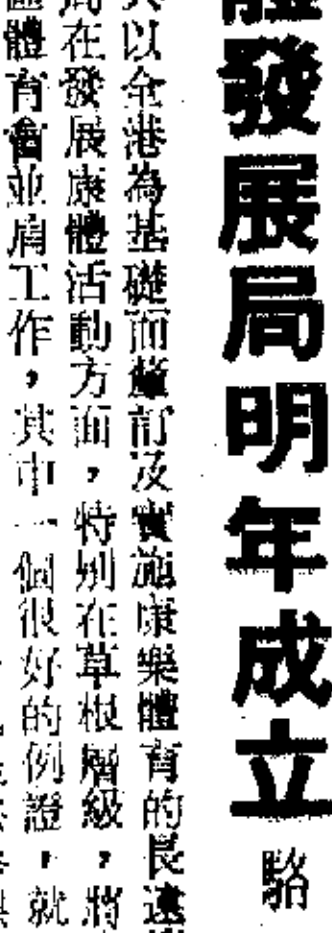 體發展局明年成立
駱
以全港為基礎而釐訂及實施康樂體育的長遠
在發展康體活動方面，特別在草根層級，將
體育會並肩工作，其中一個很好的例證，就